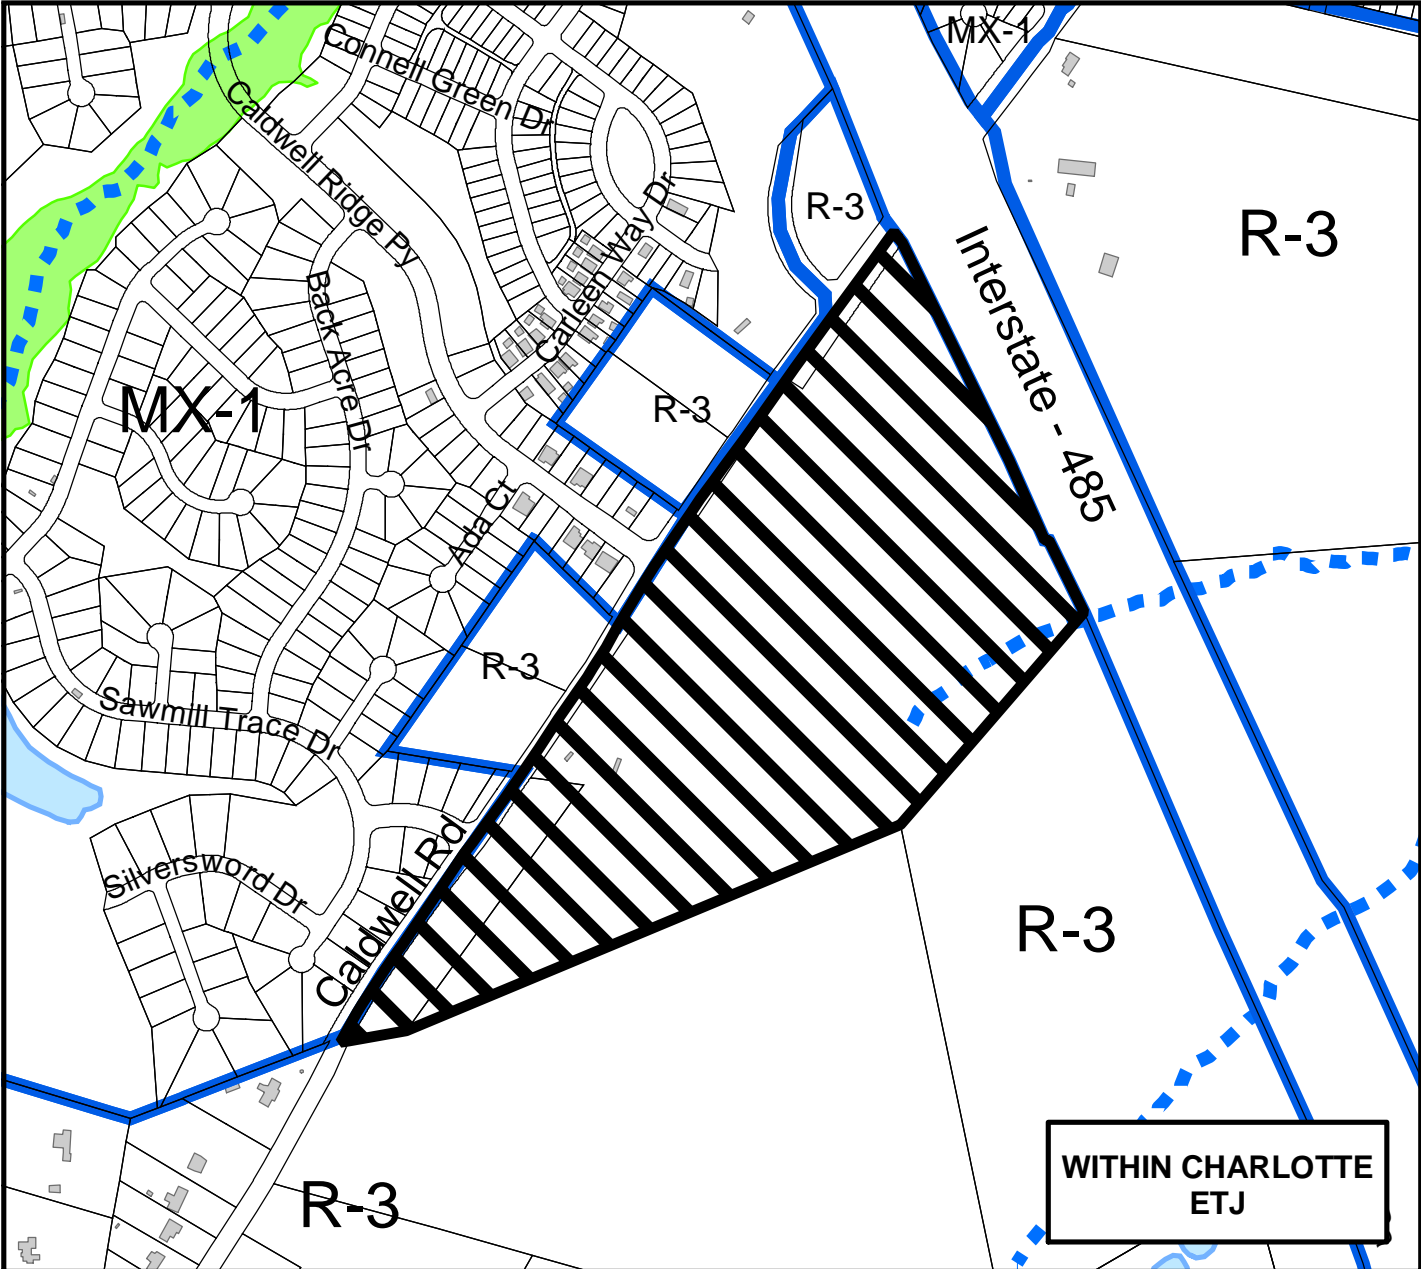 MX-1
Connell Green Dr
Caldwell Ridge Py
Carleen Way Dr
R-3
R-3
Interstate - 485
Back Acre Dr
MX-1
R-3
Ada Ct
R-3
Sawmill Trace Dr
Silversword Dr
Caldwell Rd
R-3
R-3
WITHIN CHARLOTTE
ETJ